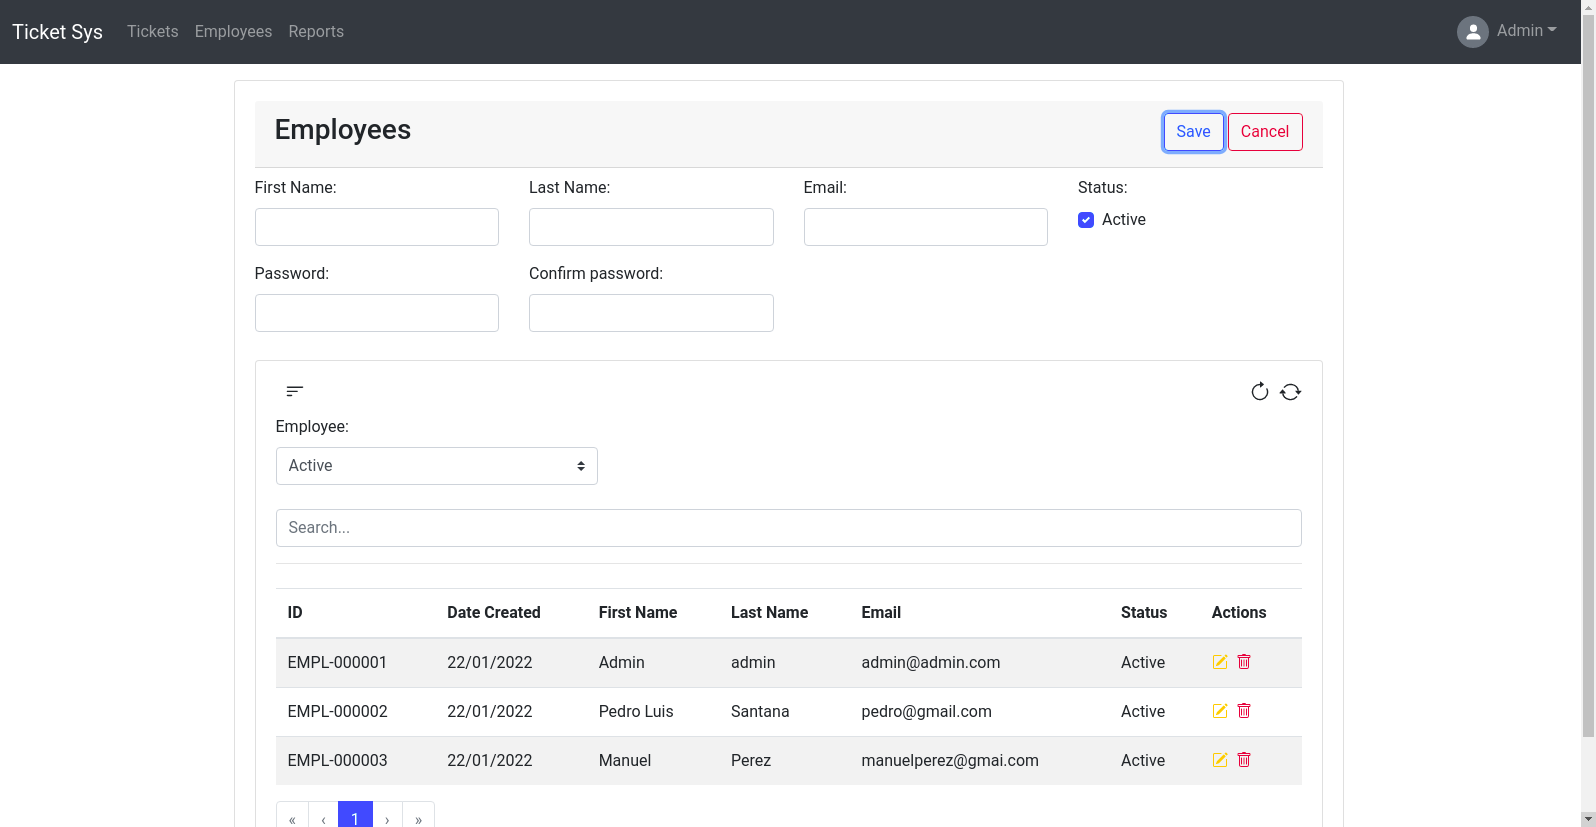 Ticket Sys Tickets Employees Reports Admin
Employees Save Cancel
First Name: Last Name: Email: Status:
Active
Password: Confirm password:
Employee:
Active
Search...
ID Date Created First Name Last Name Email Status Actions
EMPL-000001 22/01/2022 Admin admin admin@admin.com Active
EMPL-000002 22/01/2022 Pedro Luis Santana pedro@gmail.com Active
EMPL-000003 22/01/2022 Manuel Perez manuelperez@gmai.com Active
« ‹ 1 › »